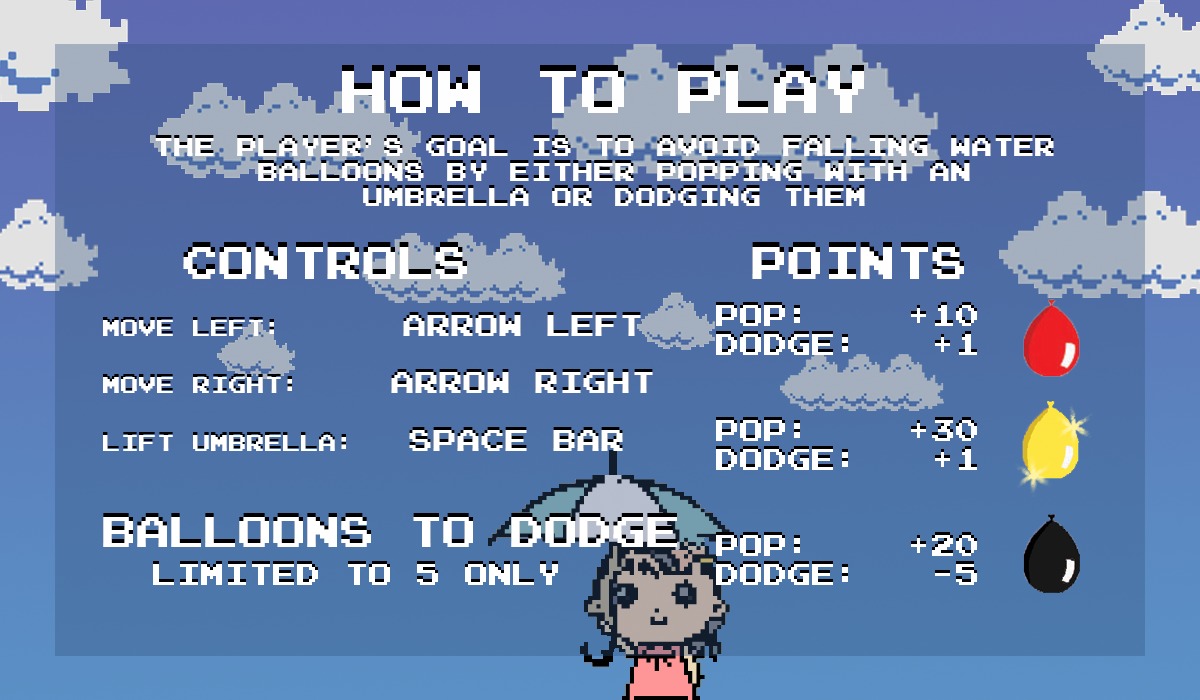 HOW TO PLAY
THE PLAYER'S GOAL IS TO AVOID FALLING WATER
BALLOONS BY EITHER POPPING WITH AN
UMBRELLA OR DODGING THEM
CONTROLS
MOVE LEFT: ARROW LEFT
MOVE RIGHT: ARROW RIGHT
LIFT UMBRELLA: SPACE BAR
BALLOONS TO DODGE
LIMITED TO 5 ONLY
POINTS
POP: +10
DODGE: +1
POP: +30
DODGE: +1
POP: +20
DODGE: -5